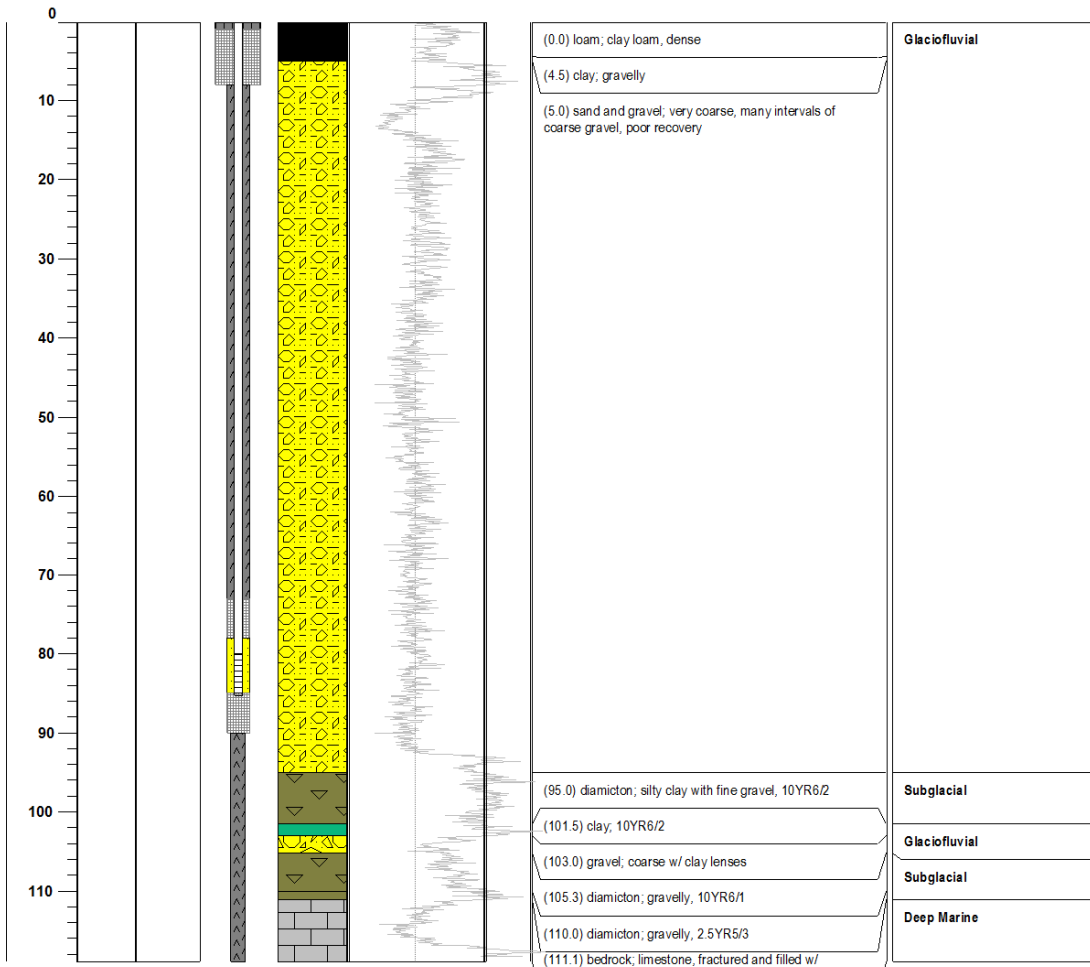 0
10
20
30
40
50
60
70
80
90
100
110
(0.0) loam; clay loam, dense
(4.5) clay; gravelly
(5.0) sand and gravel; very coarse, many intervals of
coarse gravel, poor recovery
(95.0) diamicton; silty clay with fine gravel, 10YR6/2
(101.5) clay; 10YR6/2
(103.0) gravel; coarse w/ clay lenses
(105.3) diamicton; gravelly, 10YR6/1
(110.0) diamicton; gravelly, 2.5YR5/3
(111.1) bedrock; limestone, fractured and filled w/
Glaciofluvial
Subglacial
Glaciofluvial
Subglacial
Deep Marine